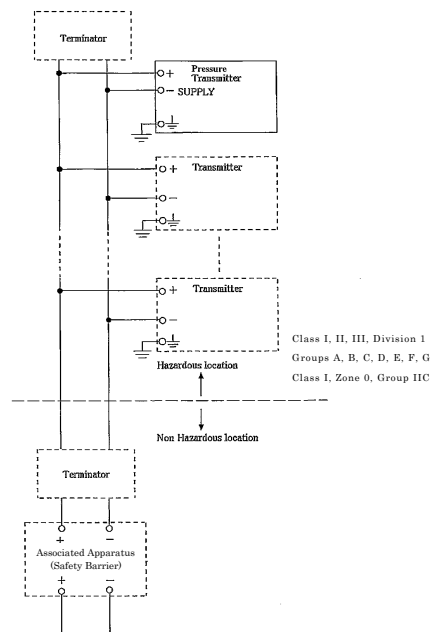 Terminator
Pressure
Transmitter
+
− SUPPLY
Transmitter
+
−
Transmitter
+
−
Class I, II, III, Division 1
Groups A, B, C, D, E, F, G
Class I, Zone 0, Group IIC
Hazardous location
Non Hazardous location
Terminator
+ −
Associated Apparatus
(Safety Barrier)
+ −